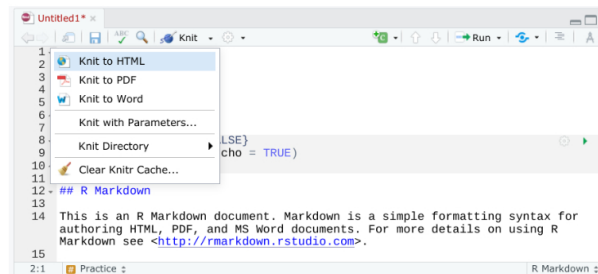 Untitled1* ×
ABC Knit Run A
1
2 Knit to HTML
3 Knit to PDF
4
5 Knit to Word
6
7 Knit with Parameters...
8 LSE}
9 Knit Directory cho = TRUE)
10
11 Clear Knitr Cache...
12 ## R Markdown
13
14 This is an R Markdown document. Markdown is a simple formatting syntax for
authoring HTML, PDF, and MS Word documents. For more details on using R
Markdown see <http://rmarkdown.rstudio.com>.
15
2:1 # Practice R Markdown